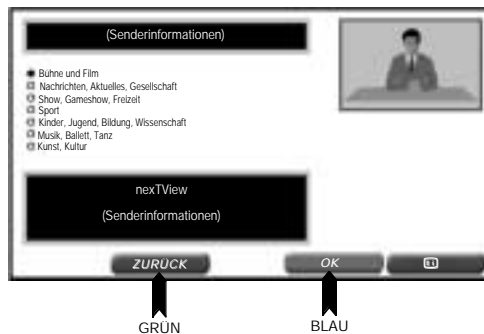 (Senderinformationen)
Bühne und Film
Nachrichten, Aktuelles, Gesellschaft
Show, Gameshow, Freizeit
Sport
Kinder, Jugend, Bildung, Wissenschaft
Musik, Ballett, Tanz
Kunst, Kultur
nexTView
(Senderinformationen)
ZURÜCK OK
GRÜN BLAU